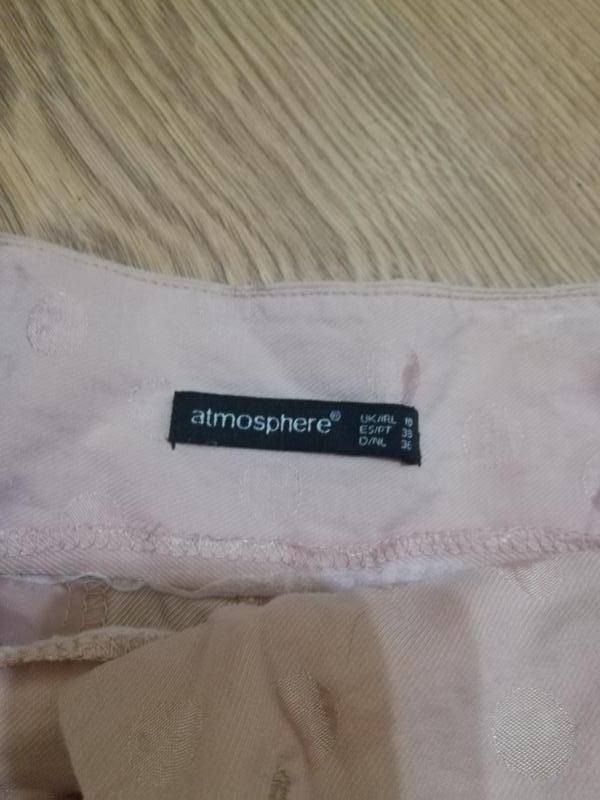 atmosphere®
UK/IRL 10
ES/PT 38
D/NL 36